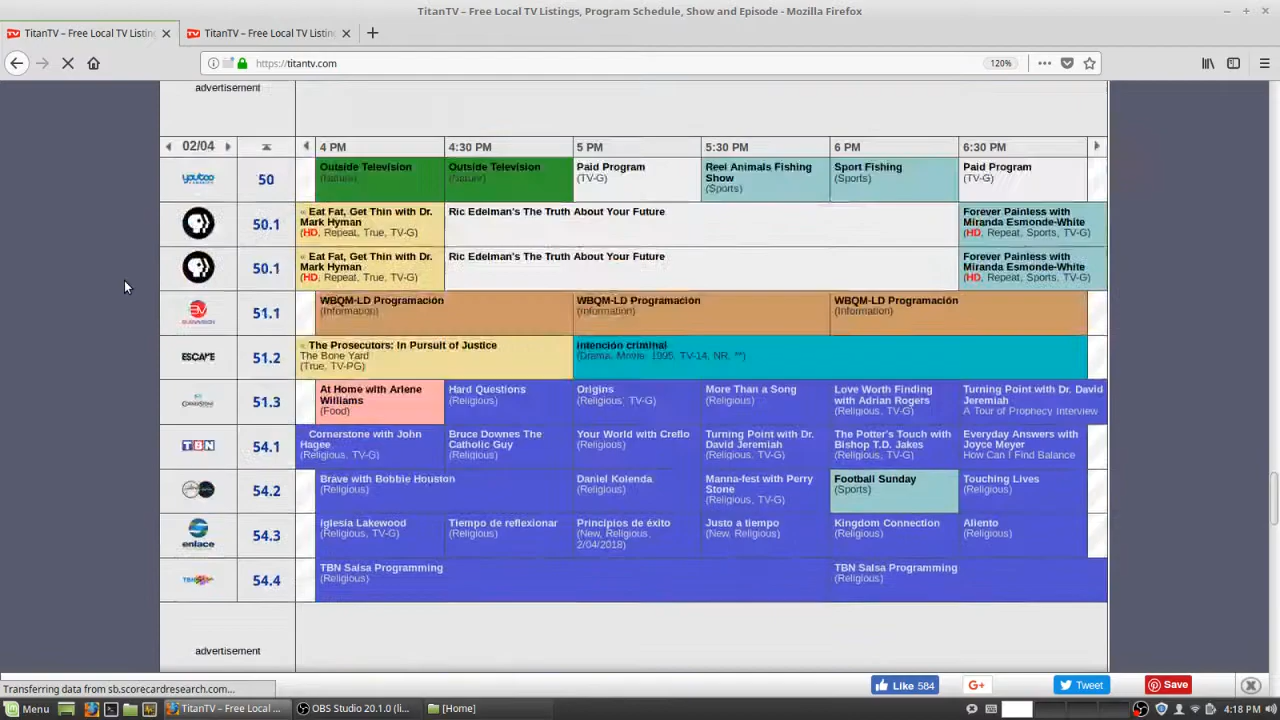 TitanTV – Free Local TV Listings, Program Schedule, Show and Episode - Mozilla Firefox
TitanTV – Free Local TV Listing
TitanTV – Free Local TV Listin
https://titantv.com
120%
advertisement
02/04
4 PM
4:30 PM
5 PM
5:30 PM
6 PM
6:30 PM
youtoo
50
Outside Television
(Nature)
Outside Television
(Nature)
Paid Program
(TV-G)
Reel Animals Fishing
Show
(Sports)
Sport Fishing
(Sports)
Paid Program
(TV-G)
50.1
« Eat Fat, Get Thin with Dr.
Mark Hyman
(HD, Repeat, True, TV-G)
Ric Edelman's The Truth About Your Future
Forever Painless with
Miranda Esmonde-White
(HD, Repeat, Sports, TV-G)
50.1
« Eat Fat, Get Thin with Dr.
Mark Hyman
(HD, Repeat, True, TV-G)
Ric Edelman's The Truth About Your Future
Forever Painless with
Miranda Esmonde-White
(HD, Repeat, Sports, TV-G)
51.1
WBQM-LD Programación
(Information)
WBQM-LD Programación
(Information)
WBQM-LD Programación
(Information)
ESCAPE
51.2
« The Prosecutors: In Pursuit of Justice
The Bone Yard
(True, TV-PG)
Intención criminal
(Drama, Movie, 1995, TV-14, NR, **)
51.3
At Home with Arlene
Williams
(Food)
Hard Questions
(Religious)
Origins
(Religious, TV-G)
More Than a Song
(Religious)
Love Worth Finding
with Adrian Rogers
(Religious, TV-G)
Turning Point with Dr. David
Jeremiah
A Tour of Prophecy Interview
TBN
54.1
Cornerstone with John
Hagee
(Religious, TV-G)
Bruce Downes The
Catholic Guy
(Religious)
Your World with Creflo
(Religious)
Turning Point with Dr.
David Jeremiah
(Religious, TV-G)
The Potter's Touch with
Bishop T.D. Jakes
(Religious, TV-G)
Everyday Answers with
Joyce Meyer
How Can I Find Balance
54.2
Brave with Bobbie Houston
(Religious)
Daniel Kolenda
(Religious)
Manna-fest with Perry
Stone
(Religious, TV-G)
Football Sunday
(Sports)
Touching Lives
(Religious)
enlace
54.3
Iglesia Lakewood
(Religious, TV-G)
Tiempo de reflexionar
(Religious)
Principios de éxito
(New, Religious,
2/04/2018)
Justo a tiempo
(New, Religious)
Kingdom Connection
(Religious)
Aliento
(Religious)
54.4
TBN Salsa Programming
(Religious)
TBN Salsa Programming
(Religious)
advertisement
Transferring data from sb.scorecardresearch.com...
Like 584
G+
Tweet
Save
Menu
TitanTV – Free Local ...
OBS Studio 20.1.0 (li...
[Home]
4:18 PM